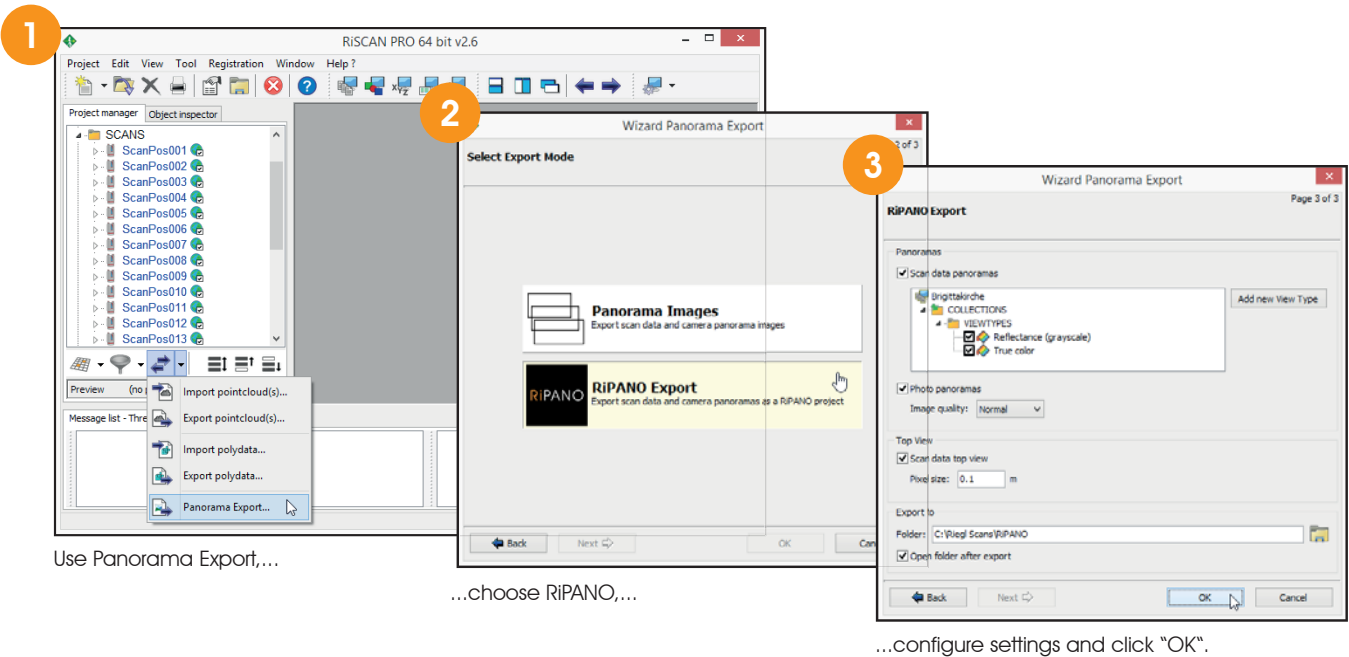 1
RiSCAN PRO 64 bit v2.6
Project Edit View Tool Registration Window Help ?
Project manager Object inspector
SCANS
ScanPos001
ScanPos002
ScanPos003
ScanPos004
ScanPos005
ScanPos006
ScanPos007
ScanPos008
ScanPos009
ScanPos010
ScanPos011
ScanPos012
ScanPos013
Preview (no
Message list - Thre
Import pointcloud(s)...
Export pointcloud(s)...
Import polydata...
Export polydata...
Panorama Export...
Use Panorama Export,...
2
Wizard Panorama Export
2 of 3
Select Export Mode
Panorama Images
Export scan data and camera panorama images
RiPANO
RiPANO Export
Export scan data and camera panoramas as a RiPANO project
Back Next OK Can
...choose RiPANO,...
3
Wizard Panorama Export
Page 3 of 3
RiPANO Export
Panoramas
Scan data panoramas
Brigittakirche
COLLECTIONS
VIEWTYPES
Reflectance (grayscale)
True color
Add new View Type
Photo panoramas
Image quality: Normal
Top View
Scan data top view
Pixel size: 0.1 m
Export to
Folder: C:\Riegl Scans\RiPANO
Open folder after export
Back Next OK Cancel
...configure settings and click “OK“.